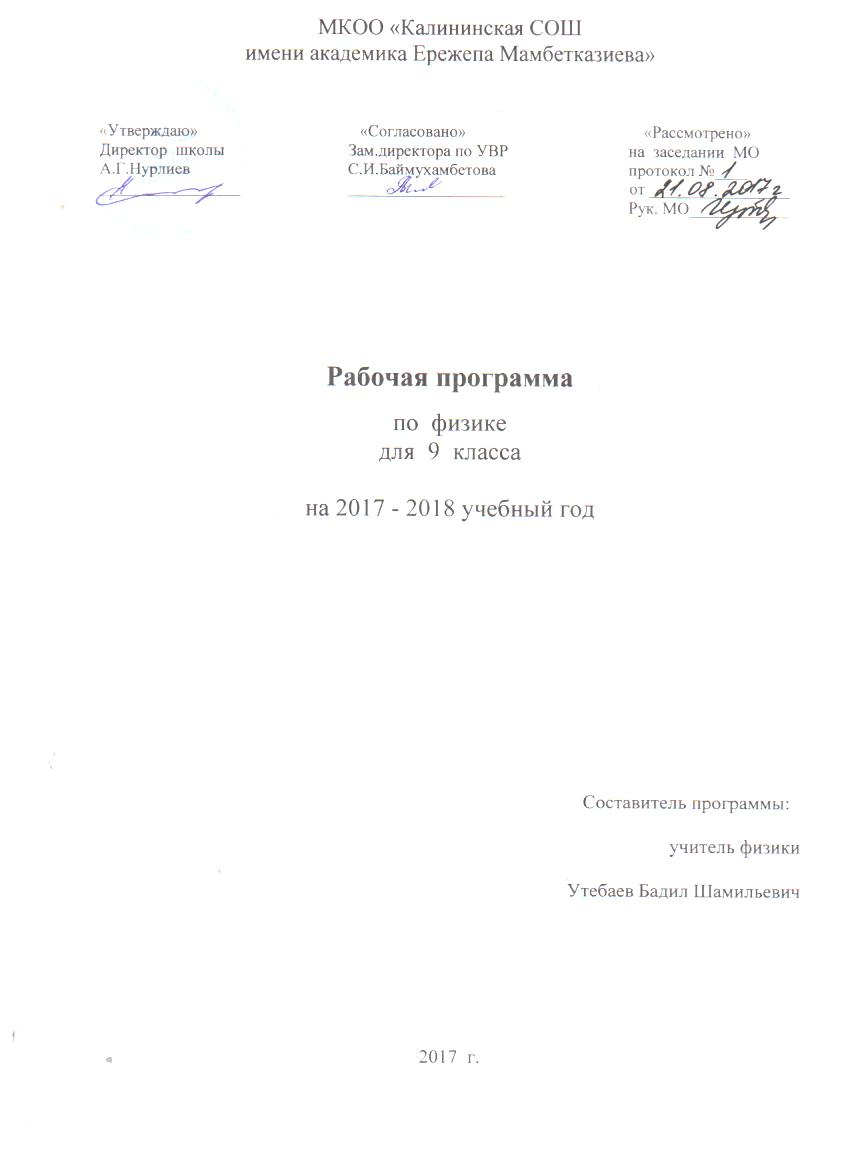 МКОО «Калининская СОШ
имени академика Ережепа Мамбетказиева»
«Утверждаю»
Директор школы
А.Г.Нурлиев
«Согласовано»
Зам.директора по УВР
С.И.Баймухамбетова
«Рассмотрено»
на заседании МО
протокол № 1
от 21.08.2017г
Рук. МО
Рабочая программа
по физике
для 9 класса
на 2017 - 2018 учебный год
Составитель программы:
учитель физики
Утебаев Бадил Шамильевич
2017 г.